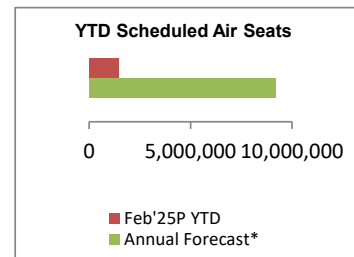 YTD Scheduled Air Seats
0 5,000,000 10,000,000
Feb'25P YTD
Annual Forecast*